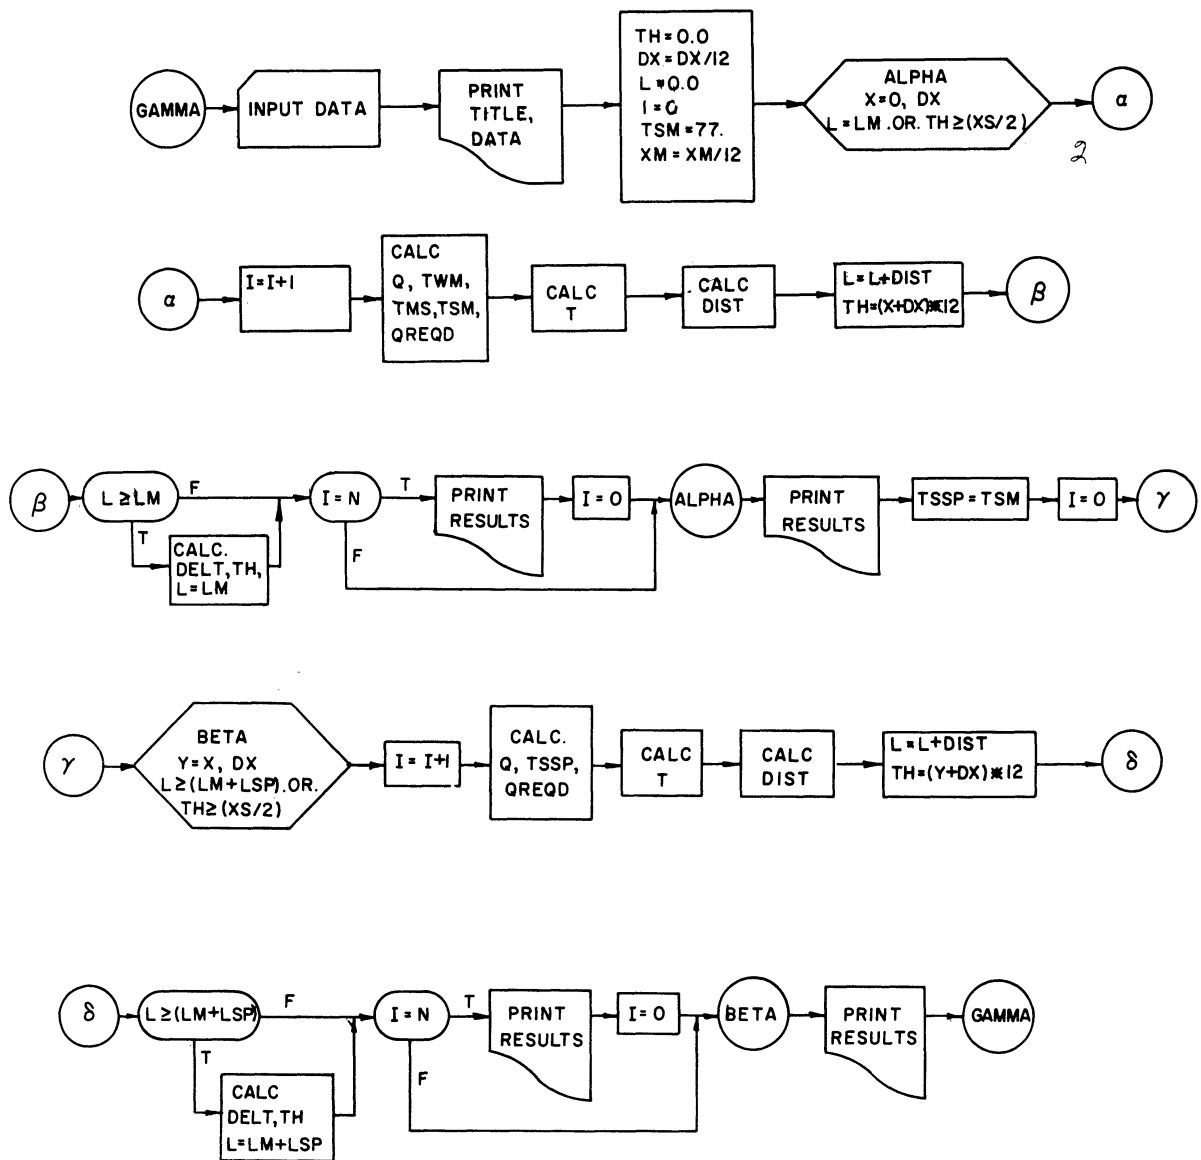 GAMMA
INPUT DATA
PRINT
TITLE,
DATA
TH=0.0
DX=DX/12
L=0.0
I=0
TSM=77.
XM=XM/12
ALPHA
X=0, DX
L=LM.OR.TH≥(XS/2)
α
2
α
I=I+1
CALC
Q, TWM,
TMS,TSM,
QREQD
CALC
T
CALC
DIST
L=L+DIST
TH=(X+DX)*12
β
β
L≥LM
F
T
CALC.
DELT,TH,
L=LM
I=N
T
F
PRINT
RESULTS
I=0
ALPHA
PRINT
RESULTS
TSSP=TSM
I=0
γ
γ
BETA
Y=X, DX
L≥(LM+LSP).OR.
TH≥(XS/2)
I=I+1
CALC.
Q, TSSP,
QREQD
CALC
T
CALC
DIST
L=L+DIST
TH=(Y+DX)*12
δ
δ
L≥(LM+LSP)
F
T
CALC
DELT,TH
L=LM+LSP
I=N
T
F
PRINT
RESULTS
I=0
BETA
PRINT
RESULTS
GAMMA